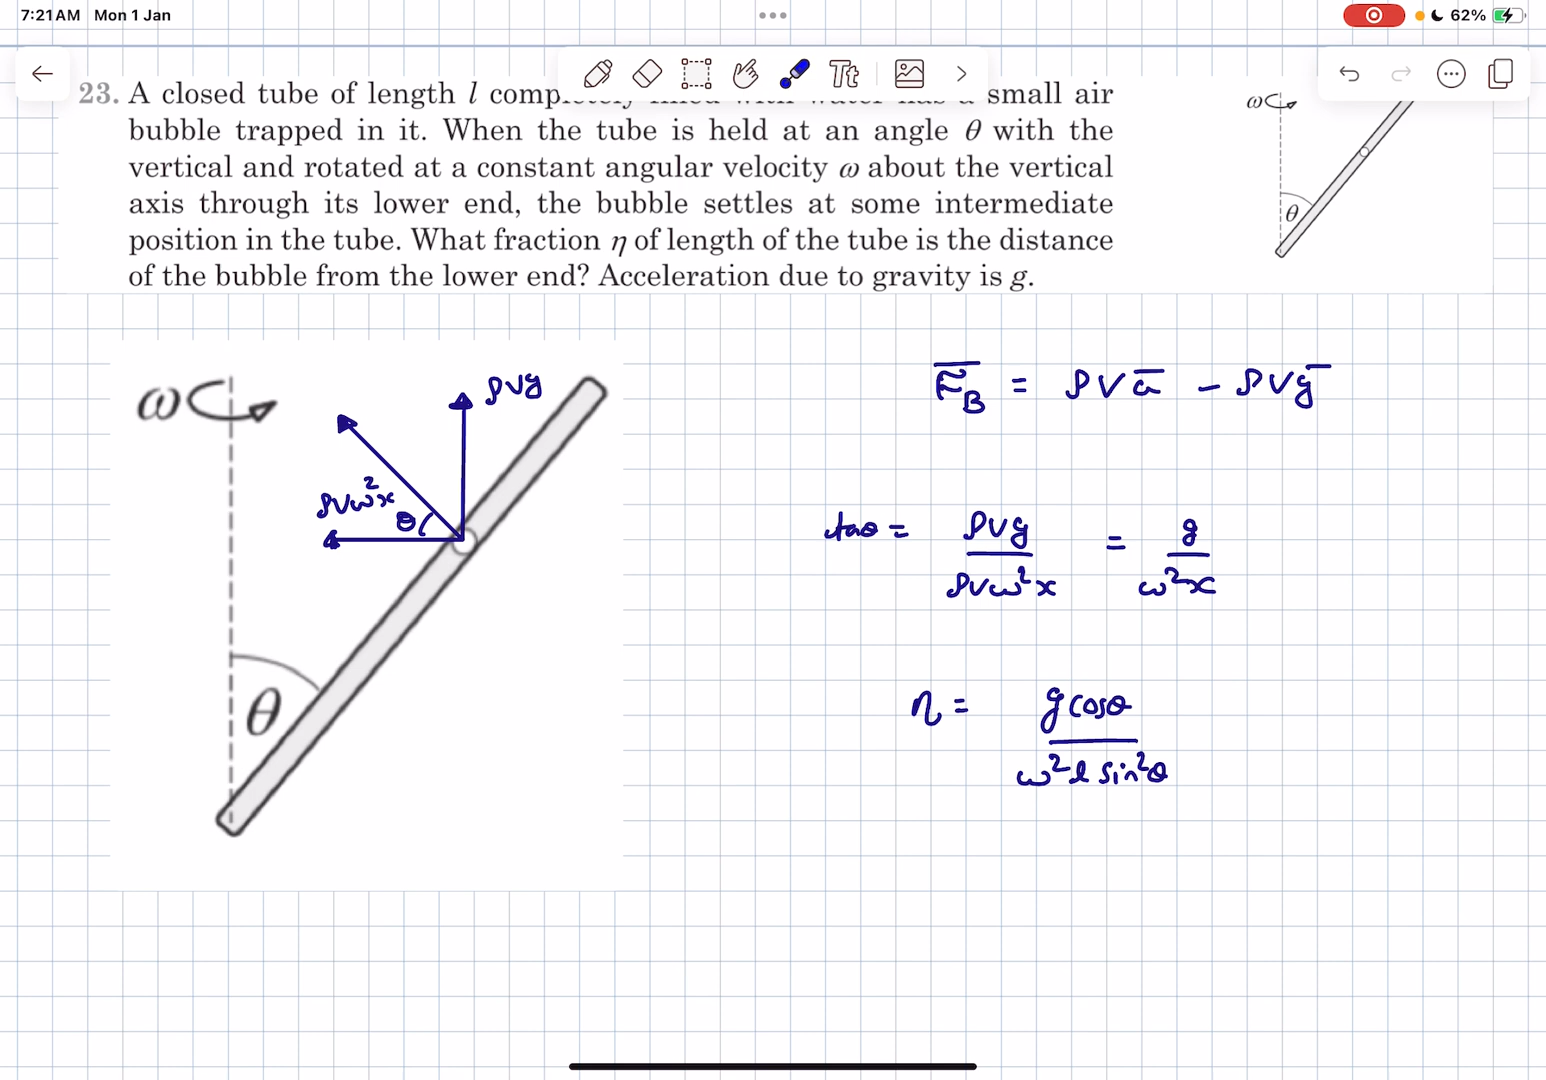 7:21 AM Mon 1 Jan
62%
Tt
23. A closed tube of length l small air
bubble trapped in it. When the tube is held at an angle θ with the
vertical and rotated at a constant angular velocity ω about the vertical
axis through its lower end, the bubble settles at some intermediate
position in the tube. What fraction η of length of the tube is the distance
of the bubble from the lower end? Acceleration due to gravity is g.
ω
θ
ω
ρVg
ρVω²x
θ
θ
F̅_B = ρVa̅ - ρVg̅
tanθ = ρVg / ρVω²x = g / ω²x
η = g cosθ / ω²l sin²θ